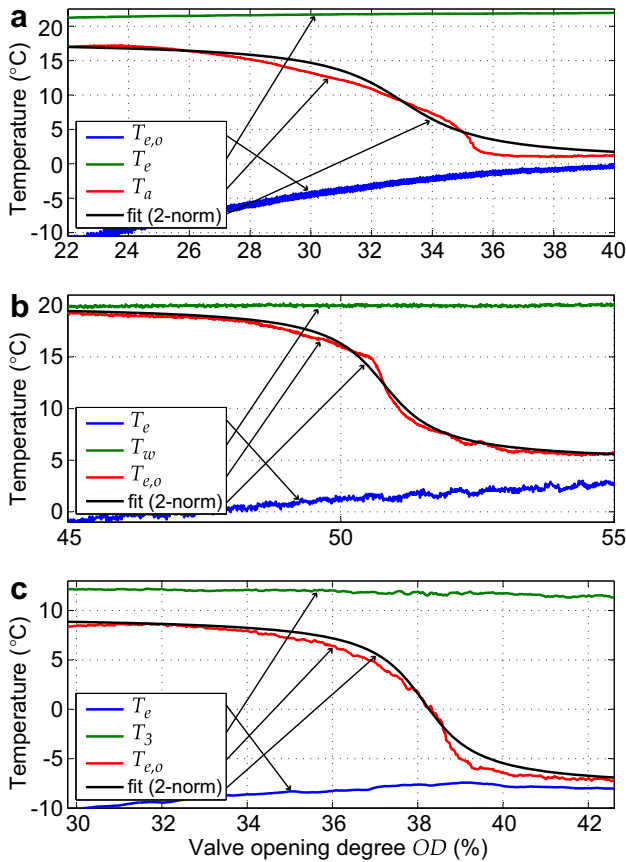 a
Temperature (°C)
20
15
10
5
0
-5
-10
T_{e,o}
T_e
T_a
fit (2-norm)
22 24 26 28 30 32 34 36 38 40
b
Temperature (°C)
20
15
10
5
0
T_e
T_w
T_{e,o}
fit (2-norm)
45 50 55
c
Temperature (°C)
10
5
0
-5
-10
T_e
T_3
T_{e,o}
fit (2-norm)
30 32 34 36 38 40 42
Valve opening degree OD (%)